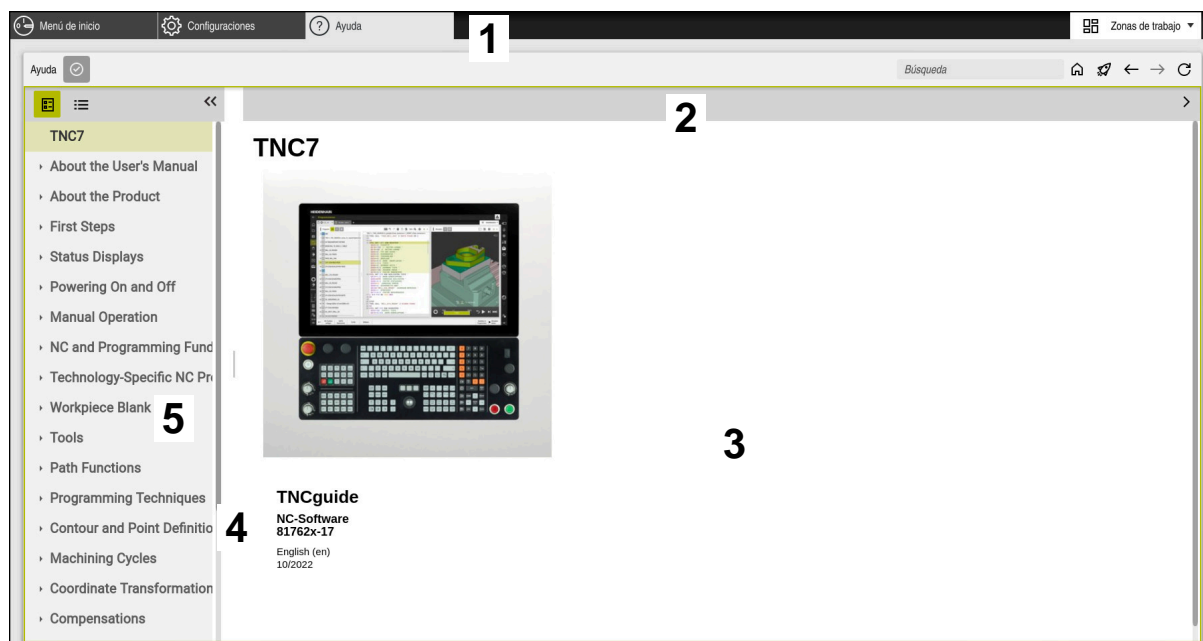 Menú de inicio
Configuraciones
Ayuda
1
Zonas de trabajo
Ayuda
Búsqueda
2
TNC7
About the User's Manual
About the Product
First Steps
Status Displays
Powering On and Off
Manual Operation
NC and Programming Fund
Technology-Specific NC Pr
Workpiece Blank
5
Tools
Path Functions
Programming Techniques
Contour and Point Definitio
Machining Cycles
Coordinate Transformation
Compensations
4
TNC7
HEIDENHAIN
3
TNCguide
NC-Software
81762x-17
English (en)
10/2022